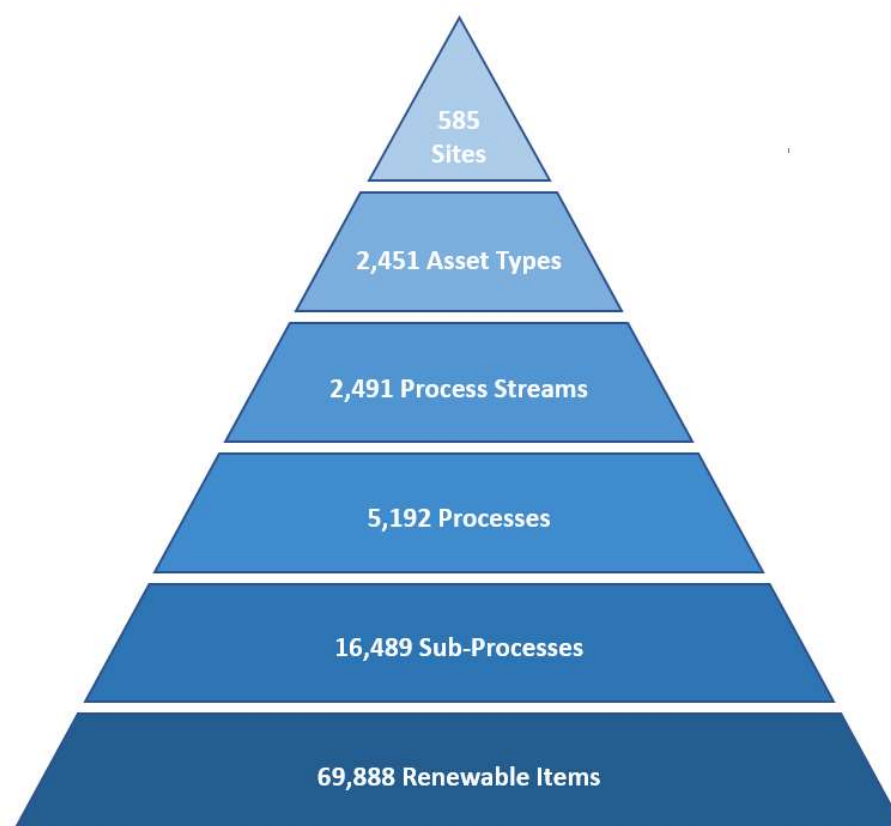 585
Sites
2,451 Asset Types
2,491 Process Streams
5,192 Processes
16,489 Sub-Processes
69,888 Renewable Items